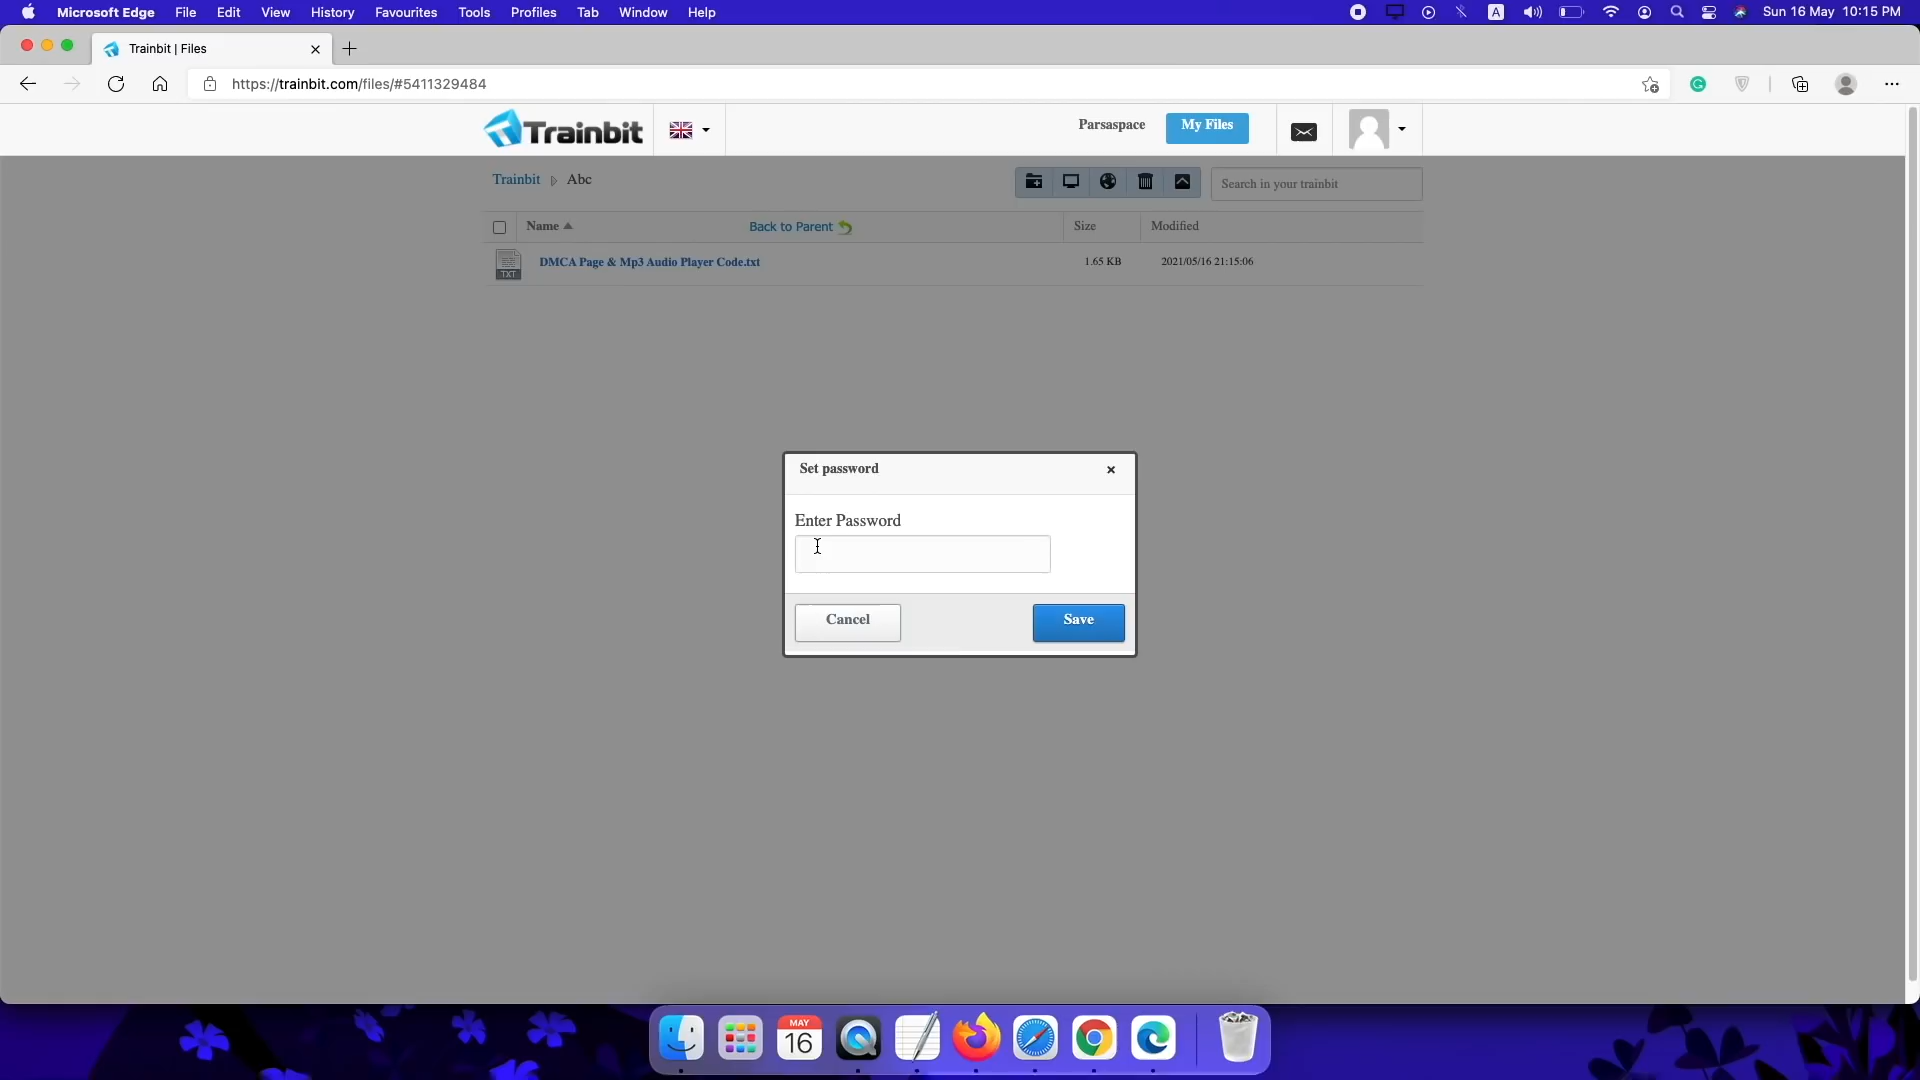 Microsoft Edge File Edit View History Favourites Tools Profiles Tab Window Help A Sun 16 May 10:15 PM
Trainbit | Files
https://trainbit.com/files/#5411329484
Trainbit Parsaspace My Files
Trainbit Abc Search in your trainbit
Name Back to Parent Size Modified
TXT DMCA Page & Mp3 Audio Player Code.txt 1.65 KB 2021/05/16 21:15:06
Set password
Enter Password
Cancel Save
MAY
16